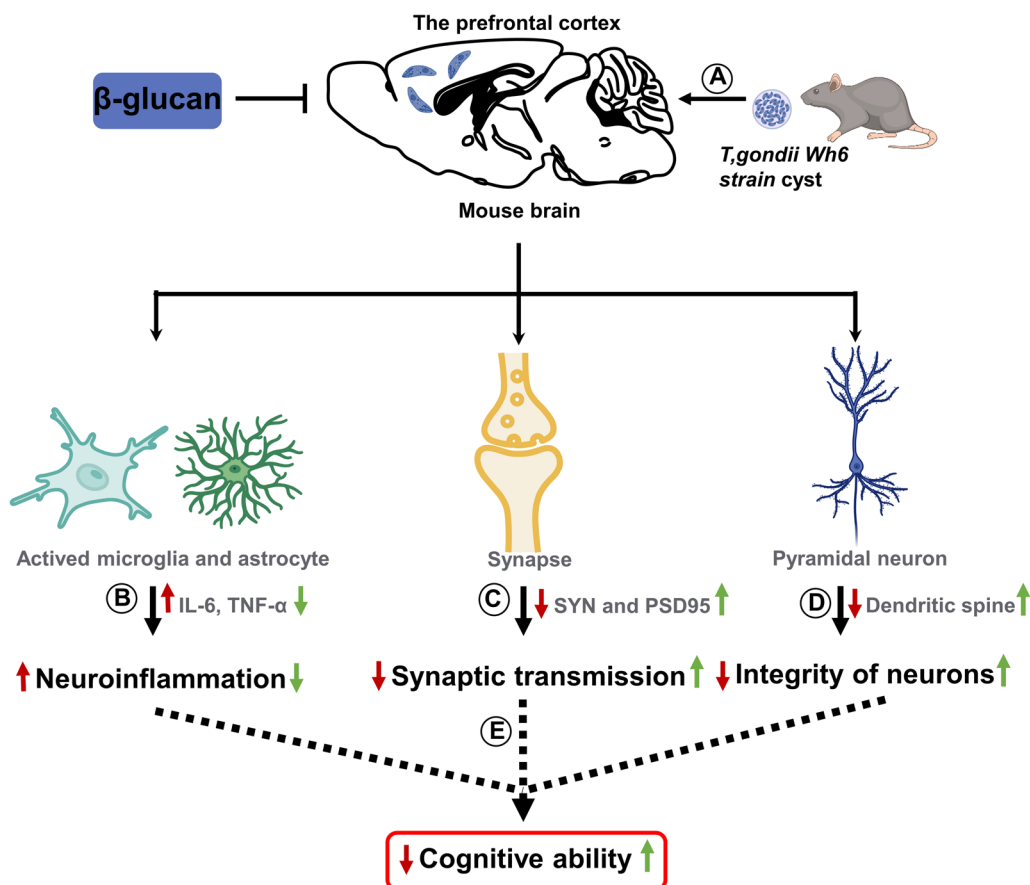 The prefrontal cortex
β-glucan
A
T,gondii Wh6
strain cyst
Mouse brain
Actived microglia and astrocyte
Synapse
Pyramidal neuron
B
IL-6, TNF-α
C
SYN and PSD95
D
Dendritic spine
Neuroinflammation
Synaptic transmission
Integrity of neurons
E
Cognitive ability